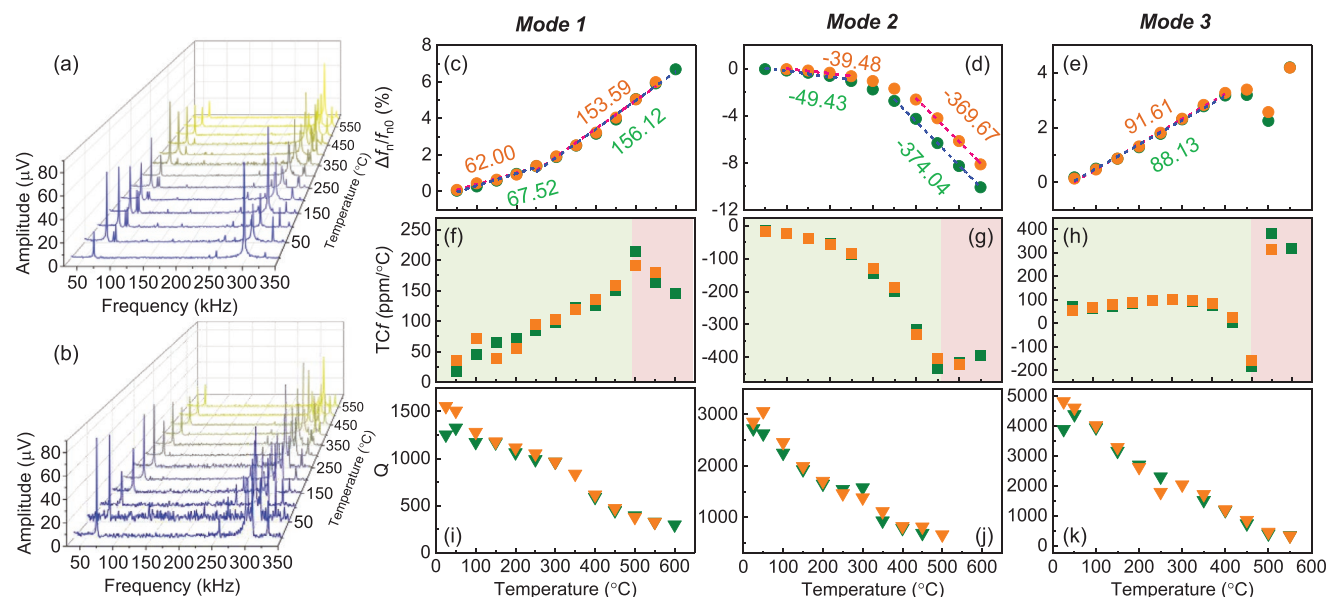 Mode 1
Mode 2
Mode 3
(a)
Amplitude (µV)
80
60
40
20
0
50 100 150 200 250 300 350
Frequency (kHz)
50
150
250
350
450
550
Temperature (°C)
(b)
Amplitude (µV)
80
60
40
20
0
50 100 150 200 250 300 350
Frequency (kHz)
50
150
250
350
450
550
Temperature (°C)
(c)
Δfn/fn0 (%)
8
6
4
2
0
62.00
67.52
153.59
156.12
(d)
0
-4
-8
-12
-39.48
-49.43
-369.67
-374.04
(e)
4
2
0
91.61
88.13
(f)
TCf (ppm/°C)
250
200
150
100
50
0
(g)
0
-100
-200
-300
-400
(h)
400
300
200
100
0
-100
-200
(i)
Q
1500
1000
500
0
0 100 200 300 400 500 600
Temperature (°C)
(j)
3000
2000
1000
0 100 200 300 400 500 600
Temperature (°C)
(k)
5000
4000
3000
2000
1000
0
0 100 200 300 400 500 600
Temperature (°C)